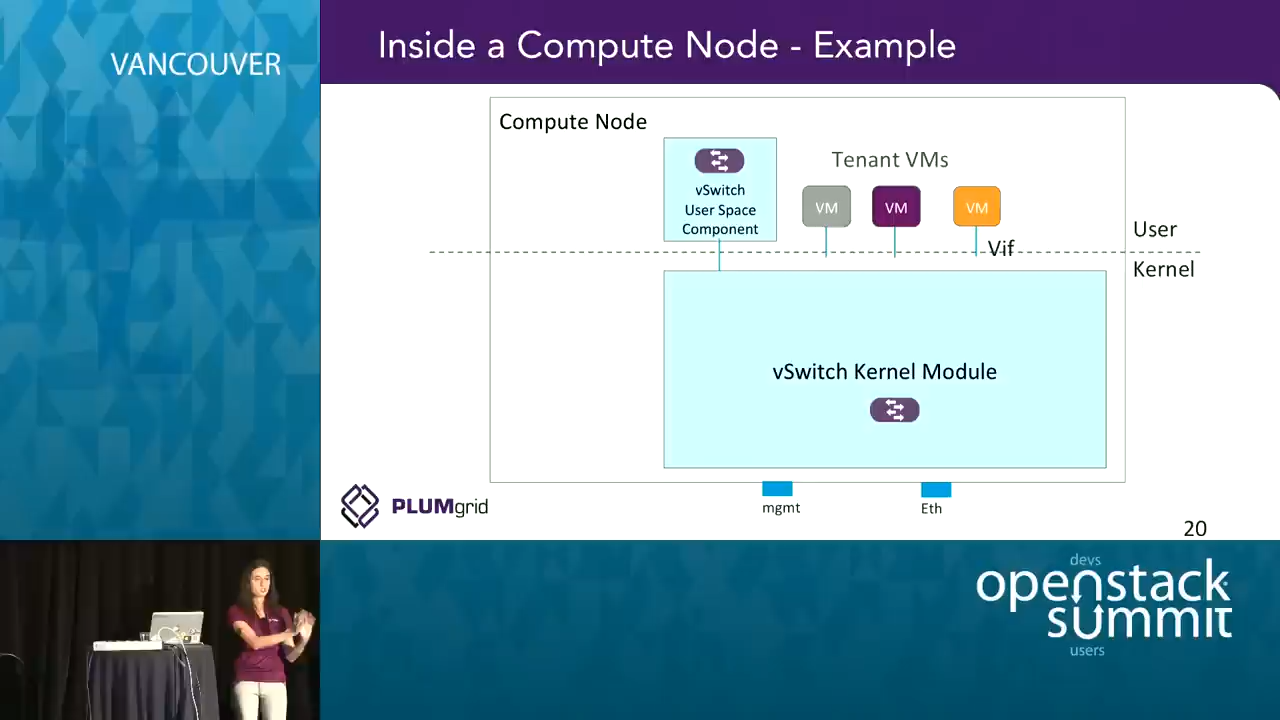 VANCOUVER
Inside a Compute Node - Example
Compute Node
vSwitch
User Space
Component
Tenant VMs
VM
VM
VM
Vif
User
Kernel
vSwitch Kernel Module
mgmt
Eth
PLUMgrid
20
devs
openstack
summit
users